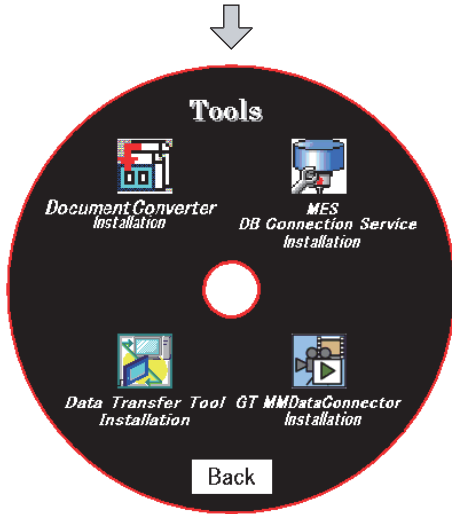 Tools
DocumentConverter
Installation
MES
DB Connection Service
Installation
Data Transfer Tool
Installation
GT MMDataConnector
Installation
Back